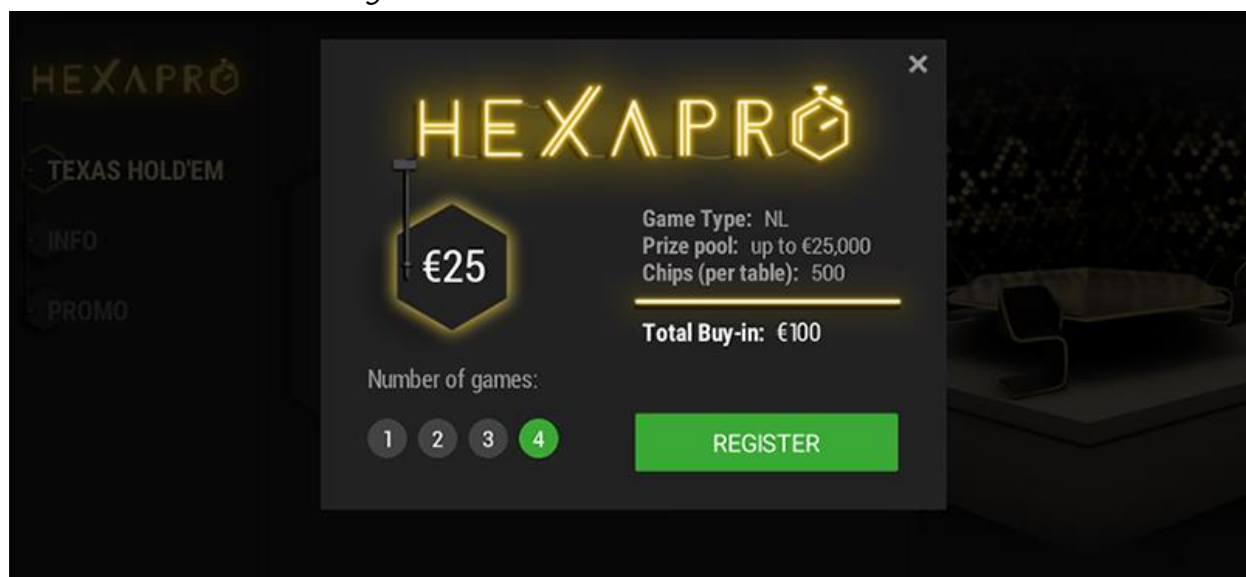 HEXAPRO
TEXAS HOLD'EM
INFO
PROMO
HEXAPRO
€25
Game Type: NL
Prize pool: up to €25,000
Chips (per table): 500
Total Buy-in: €100
Number of games:
1 2 3 4
REGISTER